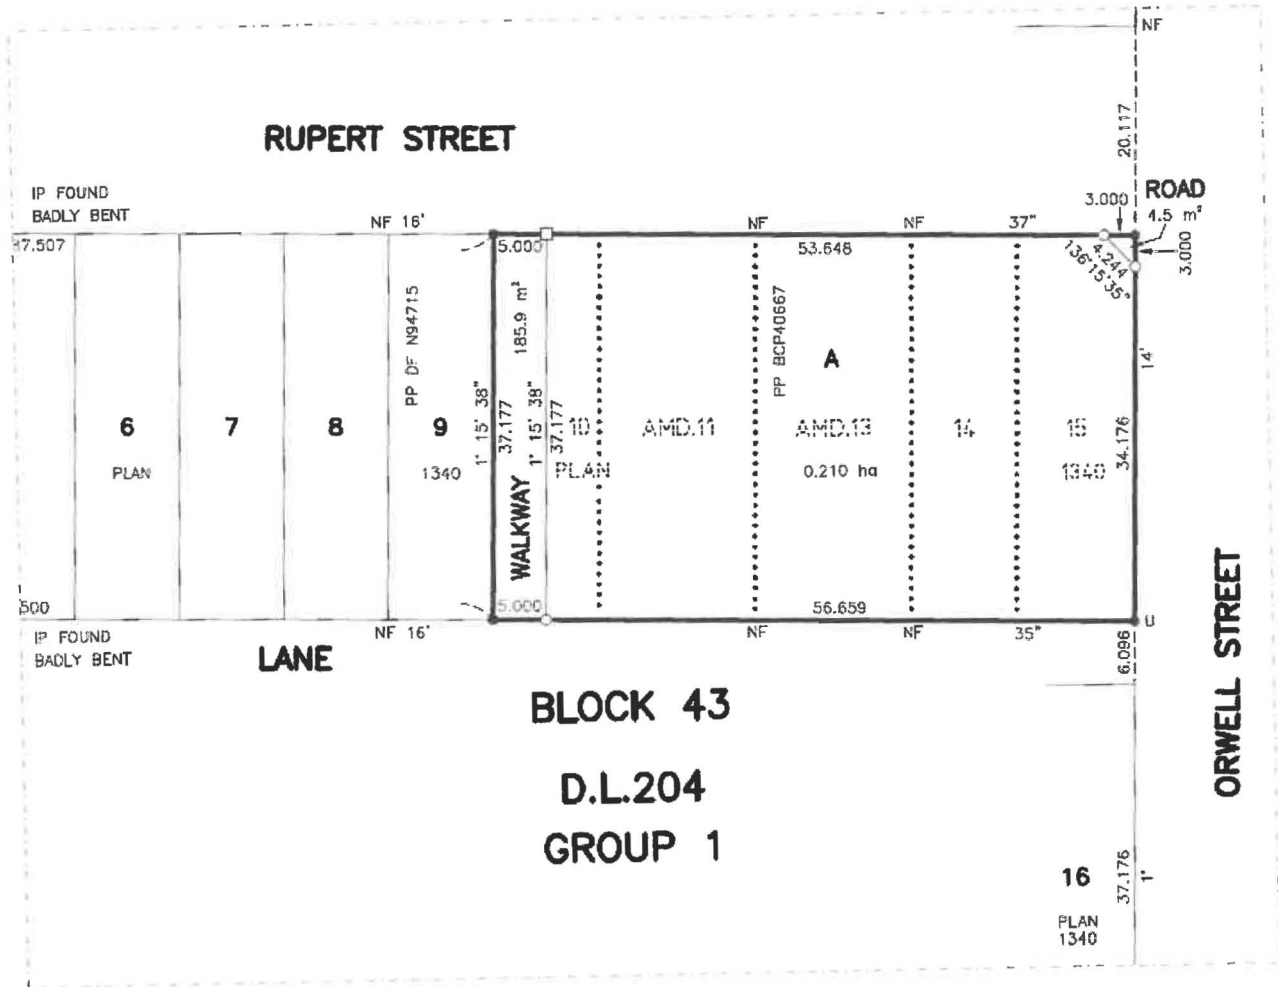 NF
20.117
RUPERT STREET
IP FOUND
BADLY BENT
NF 16'
NF
NF
37"
3.000
ROAD
4.5 m²
3.000
5.000
53.648
4.244
136°15'35"
PP DF N94715
185.9 m²
PP BCP40667
A
14'
34.176
6
7
8
9
1° 15' 38"
37.177
1° 15' 38"
37.177
10
AMD.11
AMD.13
14
15
PLAN
1340
PLAN
0.210 ha
1340
WALKWAY
500
5.000
56.659
IP FOUND
BADLY BENT
NF 16'
NF
NF
35"
U
6.096
LANE
BLOCK 43
D.L.204
GROUP 1
ORWELL STREET
16
PLAN
1340
37.176
1'